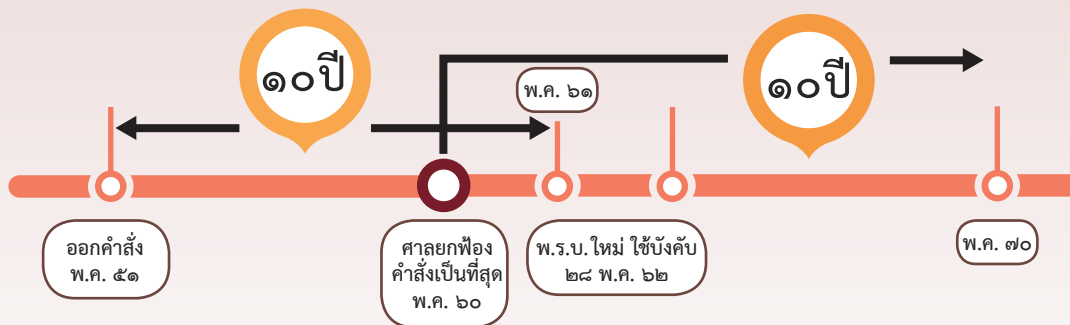 ๑๐ปี
๑๐ปี
พ.ค. ๖๑
ออกคำสั่ง
พ.ค. ๕๑
ศาลยกฟ้อง
คำสั่งเป็นที่สุด
พ.ค. ๖๐
พ.ร.บ. ใหม่ ใช้บังคับ
๒๘ พ.ค. ๖๒
พ.ค. ๗๐